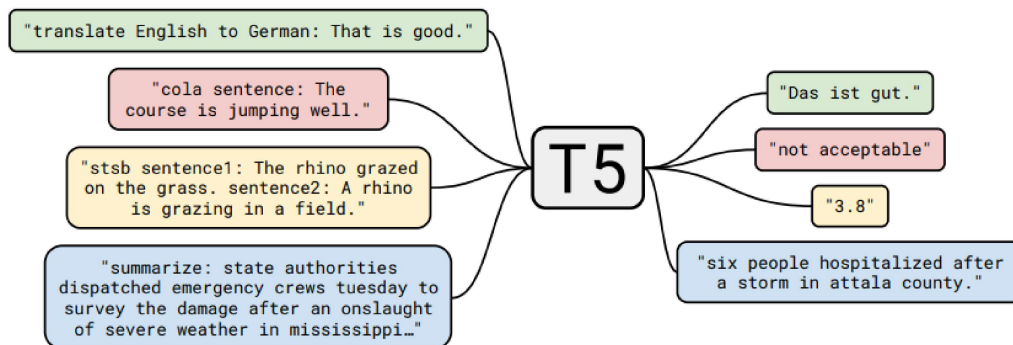 "translate English to German: That is good."
"cola sentence: The
course is jumping well."
"stsb sentence1: The rhino grazed
on the grass. sentence2: A rhino
is grazing in a field."
"summarize: state authorities
dispatched emergency crews tuesday to
survey the damage after an onslaught
of severe weather in mississippi…"
T5
"Das ist gut."
"not acceptable"
"3.8"
"six people hospitalized after
a storm in attala county."